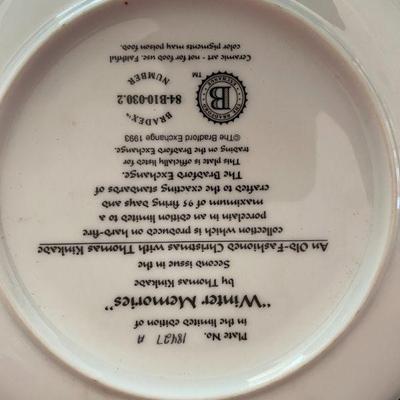 Plate No. 18427 A
in the limited edition of
"Winter Memories"
by Thomas Kinkade
Second issue in the
An Old-Fashioned Christmas with Thomas Kinkade
collection which is produced on hard-fire
porcelain in an edition limited to a
maximum of 95 firing days and
crafted to the exacting standards of
The Bradford Exchange.
This plate is officially listed for
trading on the Bradford Exchange.
©The Bradford Exchange 1993
BRADEX™
84-B10-030.2
NUMBER
B
TM
Ceramic art - not for food use. Faithful
color pigments may poison food.